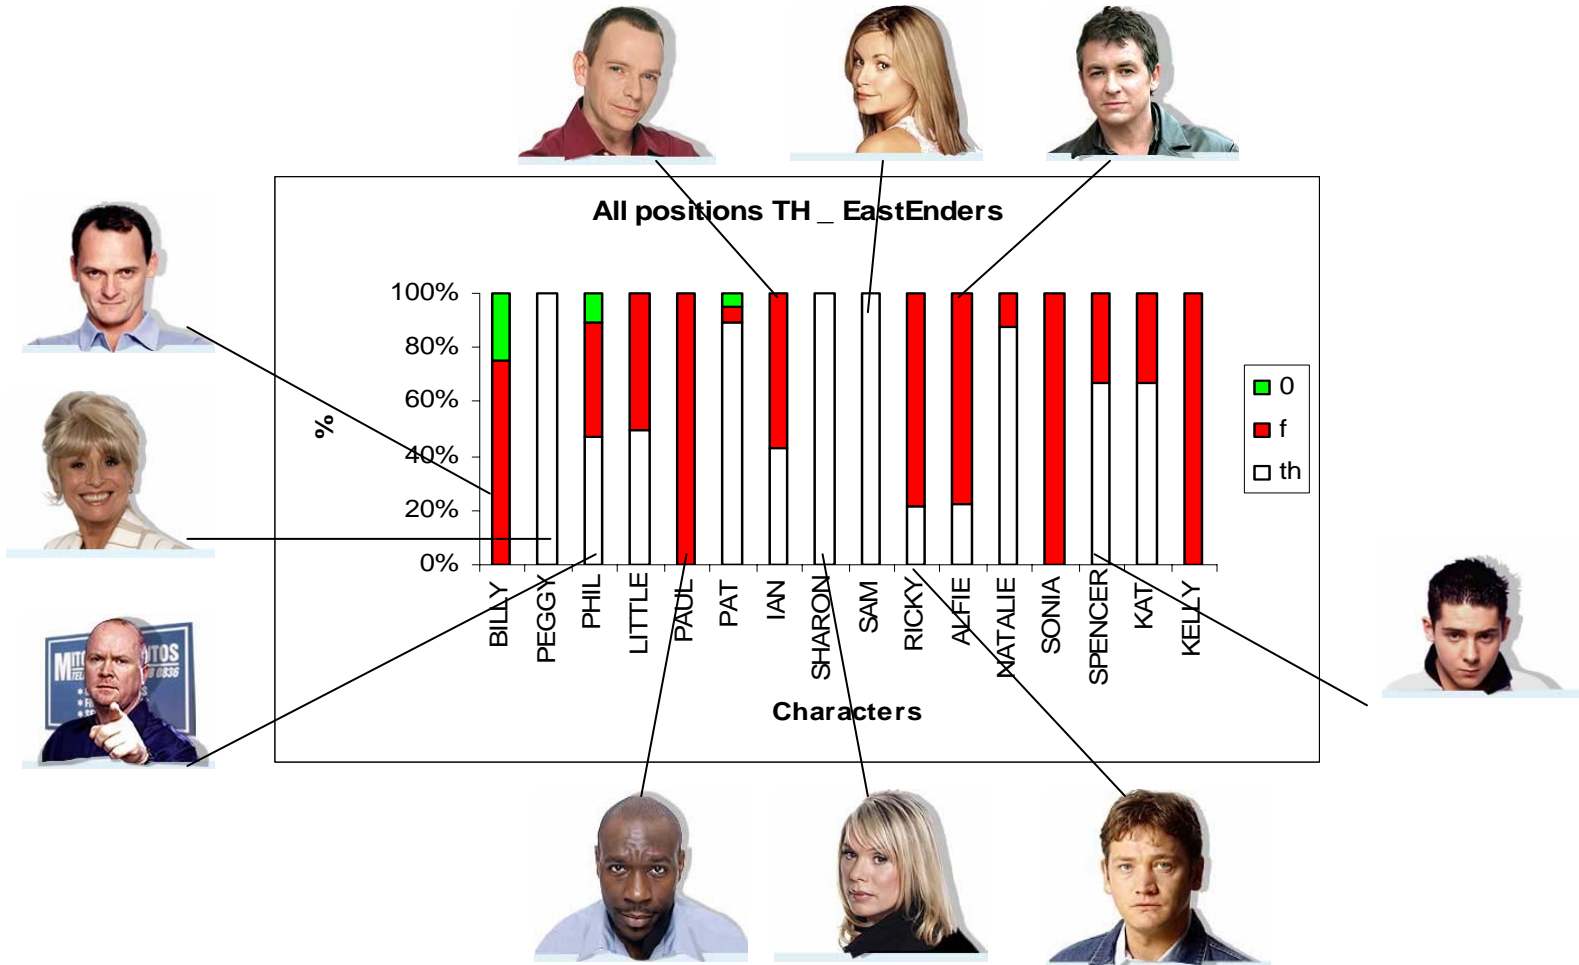 All positions TH _ EastEnders
100%
80%
60%
40%
20%
0%
%
BILLY
PEGGY
PHIL
LITTLE
PAUL
PAT
IAN
SHARON
SAM
RICKY
ALFIE
NATALIE
SONIA
SPENCER
KAT
KELLY
Characters
0
f
th